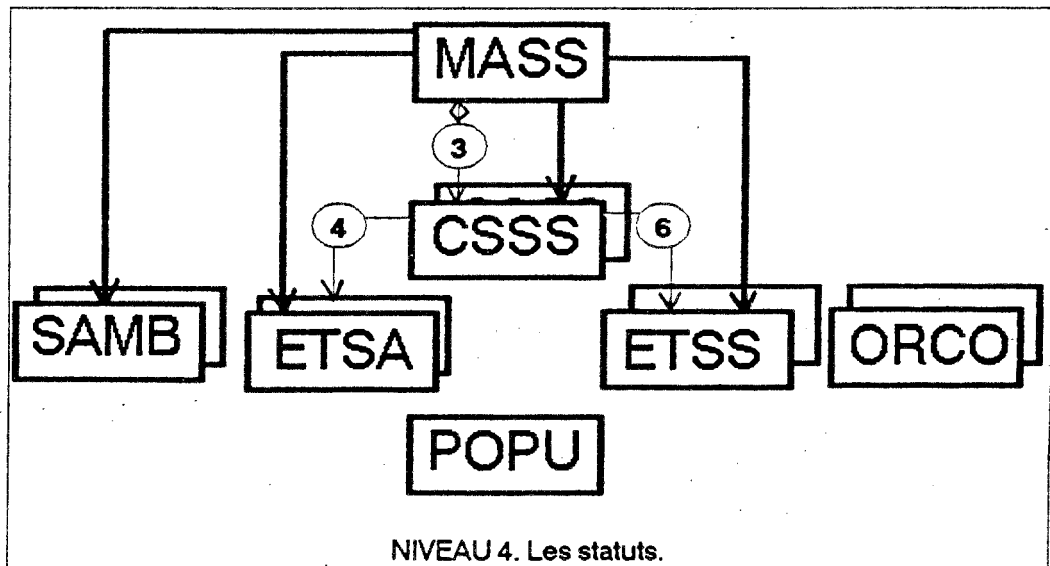 MASS
3
CSSS
4
6
SAMB
ETSA
ETSS
ORCO
POPU
NIVEAU 4. Les statuts.